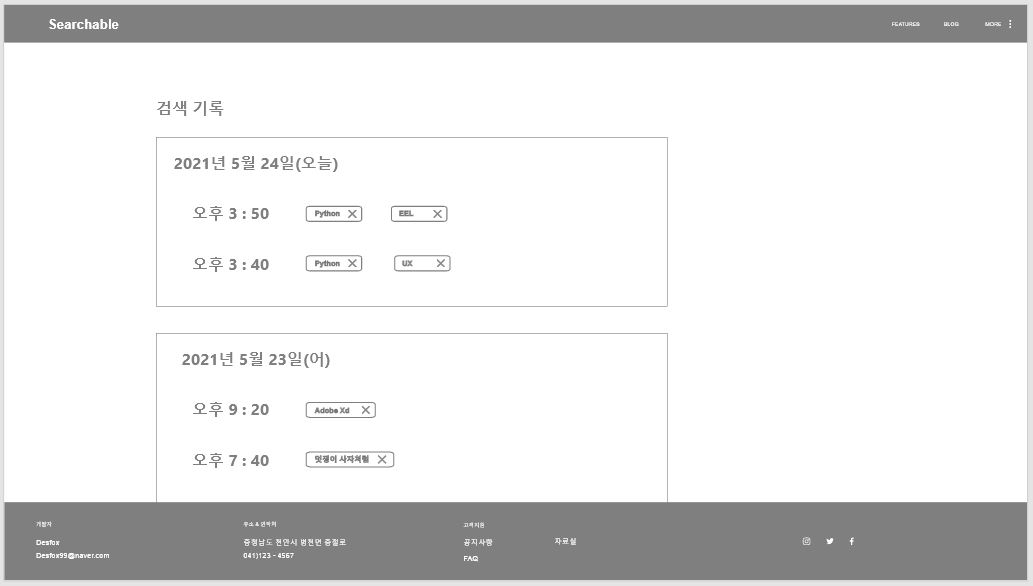 Searchable
FEATURES BLOG MORE
검색 기록
2021년 5월 24일(오늘)
오후 3 : 50 Python EEL
오후 3 : 40 Python UX
2021년 5월 23일(어)
오후 9 : 20 Adobe Xd
오후 7 : 40 멋쟁이 사자처럼
개발자
Desfox
Desfox99@naver.com
주소 & 연락처
충청남도 천안시 병천면 충절로
041)123 - 4567
고객지원
공지사항 자료실
FAQ